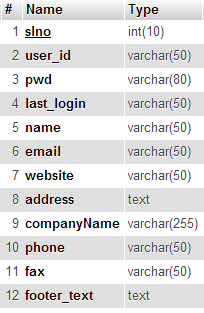 # Name Type
1 slno int(10)
2 user_id varchar(50)
3 pwd varchar(80)
4 last_login varchar(50)
5 name varchar(50)
6 email varchar(50)
7 website varchar(50)
8 address text
9 companyName varchar(255)
10 phone varchar(50)
11 fax varchar(50)
12 footer_text text